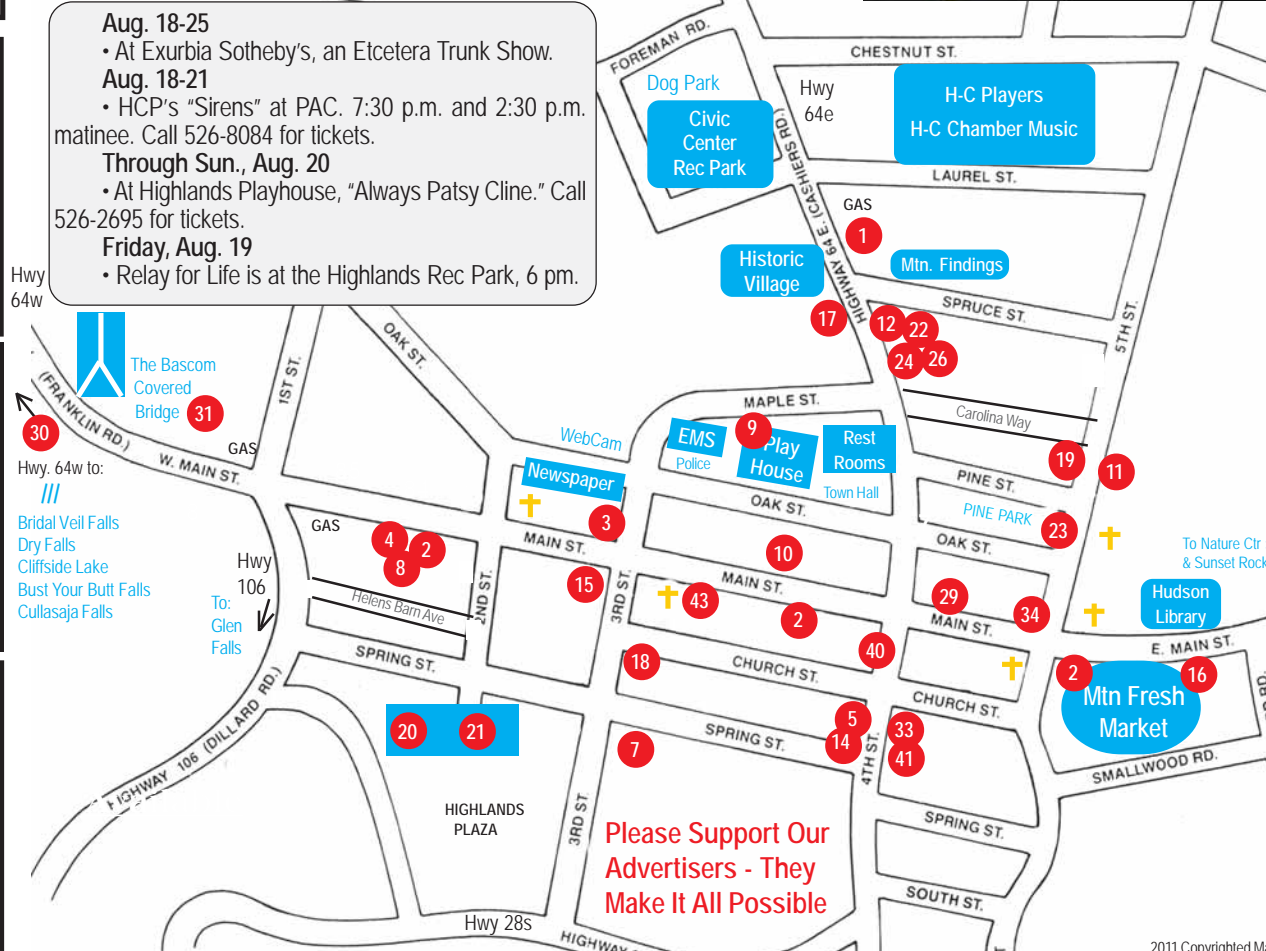 Aug. 18-25
• At Exurbia Sotheby's, an Etcetera Trunk Show.
Aug. 18-21
• HCP's "Sirens" at PAC. 7:30 p.m. and 2:30 p.m.
matinee. Call 526-8084 for tickets.
Through Sun., Aug. 20
• At Highlands Playhouse, "Always Patsy Cline." Call
526-2695 for tickets.
Friday, Aug. 19
• Relay for Life is at the Highlands Rec Park, 6 pm.
FOREMAN RD.
CHESTNUT ST.
Dog Park
Civic
Center
Rec Park
Hwy
64e
H-C Players
H-C Chamber Music
LAUREL ST.
HIGHWAY 64 E. (CASHIERS RD.)
GAS
1
Historic
Village
Mtn. Findings
SPRUCE ST.
5TH ST.
17
12
22
24
26
Hwy
64w
The Bascom
Covered
Bridge
31
30
(FRANKLIN RD.)
W. MAIN ST.
GAS
1ST ST.
OAK ST.
MAPLE ST.
Carolina Way
WebCam
EMS
Police
9
Play
House
Rest
Rooms
Town Hall
19
11
PINE ST.
Newspaper
3
OAK ST.
PINE PARK
23
OAK ST.
Hwy. 64w to:
///
Bridal Veil Falls
Dry Falls
Cliffside Lake
Bust Your Butt Falls
Cullasaja Falls
GAS
4
2
8
MAIN ST.
10
To Nature Ctr
& Sunset Rock
Hudson
Library
Hwy
106
To:
Glen
Falls
Helens Barn Ave
2ND ST.
15
3RD ST.
43
MAIN ST.
2
29
MAIN ST.
34
E. MAIN ST.
SPRING ST.
18
CHURCH ST.
40
CHURCH ST.
2
16
Mtn Fresh
Market
HIGHWAY 106 (DILLARD RD.)
20
21
7
SPRING ST.
5
14
4TH ST.
33
41
SMALLWOOD RD.
HIGHLANDS
PLAZA
3RD ST.
Please Support Our
Advertisers - They
Make It All Possible
SPRING ST.
SOUTH ST.
Hwy 28s
HIGHWAY
2011 Copyrighted Ma